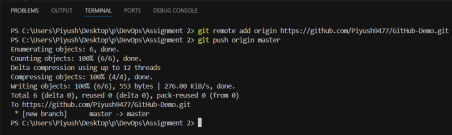 PROBLEMS
OUTPUT
TERMINAL
PORTS
DEBUG CONSOLE
PS C:\Users\Piyush\Desktop\p\DevOps\Assignment 2> git remote add origin https://github.com/Piyush9477/GitHub-Demo.git
PS C:\Users\Piyush\Desktop\p\DevOps\Assignment 2> git push origin master
Enumerating objects: 6, done.
Counting objects: 100% (6/6), done.
Delta compression using up to 12 threads
Compressing objects: 100% (4/4), done.
Writing objects: 100% (6/6), 553 bytes | 276.00 KiB/s, done.
Total 6 (delta 0), reused 0 (delta 0), pack-reused 0 (from 0)
To https://github.com/Piyush9477/GitHub-Demo.git
 * [new branch]      master -> master
PS C:\Users\Piyush\Desktop\p\DevOps\Assignment 2>